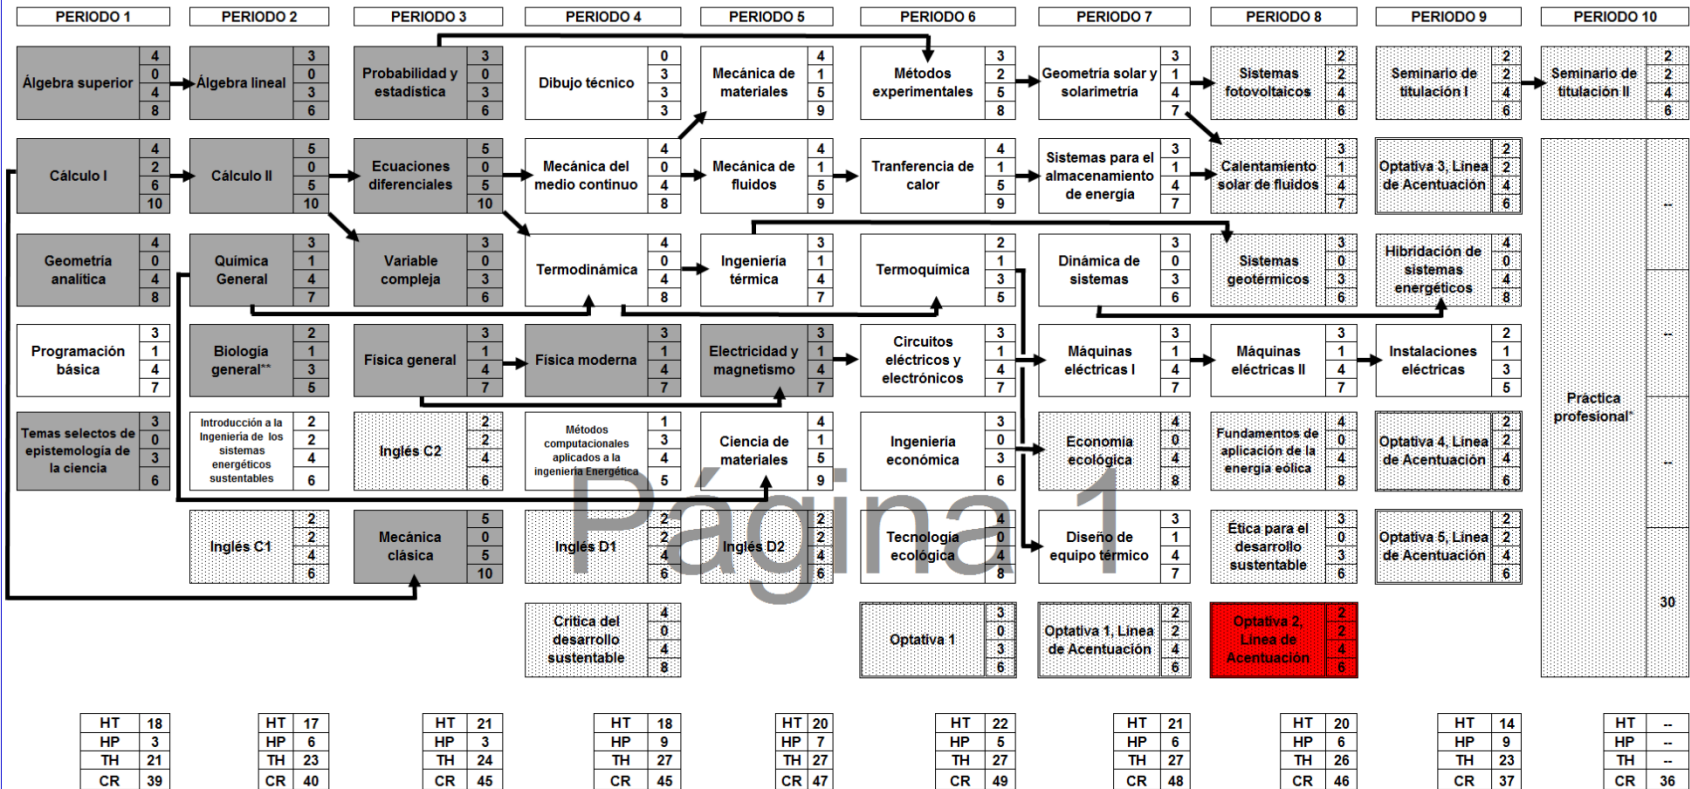 PERIODO 1 PERIODO 2 PERIODO 3 PERIODO 4 PERIODO 5 PERIODO 6 PERIODO 7 PERIODO 8 PERIODO 9 PERIODO 10
Álgebra superior
4
0
4
8
Álgebra lineal
3
0
3
6
Probabilidad y
estadística
3
0
3
6
Dibujo técnico
0
3
3
3
Mecánica de
materiales
4
1
5
9
Métodos
experimentales
3
2
5
8
Geometría solar y
solarimetría
3
1
4
7
Sistemas
fotovoltaicos
2
2
4
6
Seminario de
titulación I
2
2
4
6
Seminario de
titulación II
2
2
4
6
Cálculo I
4
2
6
10
Cálculo II
5
0
5
10
Ecuaciones
diferenciales
5
0
5
10
Mecánica del
medio continuo
4
0
4
8
Mecánica de
fluidos
4
1
5
9
Tranferencia de
calor
4
1
5
9
Sistemas para el
almacenamiento
de energía
3
1
4
7
Calentamiento
solar de fluidos
3
1
4
7
Optativa 3, Línea
de Acentuación
2
2
4
6
Geometría
analítica
4
0
4
8
Química
General
3
1
4
7
Variable
compleja
3
0
3
6
Termodinámica
4
0
4
8
Ingeniería
térmica
3
1
4
7
Termoquímica
2
1
3
5
Dinámica de
sistemas
3
0
3
6
Sistemas
geotérmicos
3
0
3
6
Hibridación de
sistemas
energéticos
4
0
4
8
Programación
básica
3
1
4
7
Biología
general**
2
1
3
5
Física general
3
1
4
7
Física moderna
3
1
4
7
Electricidad y
magnetismo
3
1
4
7
Circuitos
eléctricos y
electrónicos
3
1
4
7
Máquinas
eléctricas I
3
1
4
7
Máquinas
eléctricas II
3
1
4
7
Instalaciones
eléctricas
2
1
3
5
Temas selectos de
epistemología de
la ciencia
3
0
3
6
Introducción a la
Ingeniería de los
sistemas
energéticos
sustentables
2
2
4
6
Inglés C2
2
2
4
6
Métodos
computacionales
aplicados a la
ingeniería Energética
1
3
4
5
Ciencia de
materiales
4
1
5
9
Ingeniería
económica
3
0
3
6
Economía
ecológica
4
0
4
8
Fundamentos de
aplicación de la
energía eólica
4
0
4
8
Optativa 4, Línea
de Acentuación
2
2
4
6
Inglés C1
2
2
4
6
Mecánica
clásica
5
0
5
10
Inglés D1
2
2
4
6
Inglés D2
2
2
4
6
Tecnología
ecológica
4
0
4
8
Diseño de
equipo térmico
3
1
4
7
Ética para el
desarrollo
sustentable
3
0
3
6
Optativa 5, Línea
de Acentuación
2
2
4
6
Crítica del
desarrollo
sustentable
4
0
4
8
Optativa 1
3
0
3
6
Optativa 1, Línea
de Acentuación
2
2
4
6
Optativa 2,
Línea de
Acentuación
2
2
4
6
Práctica
profesional*
--
--
--
30
Página 1
HT 18 HT 17 HT 21 HT 18 HT 20 HT 22 HT 21 HT 20 HT 14 HT --
HP 3 HP 6 HP 3 HP 9 HP 7 HP 5 HP 6 HP 6 HP 9 HP --
TH 21 TH 23 TH 24 TH 27 TH 27 TH 27 TH 27 TH 26 TH 23 TH --
CR 39 CR 40 CR 45 CR 45 CR 47 CR 49 CR 48 CR 46 CR 37 CR 36